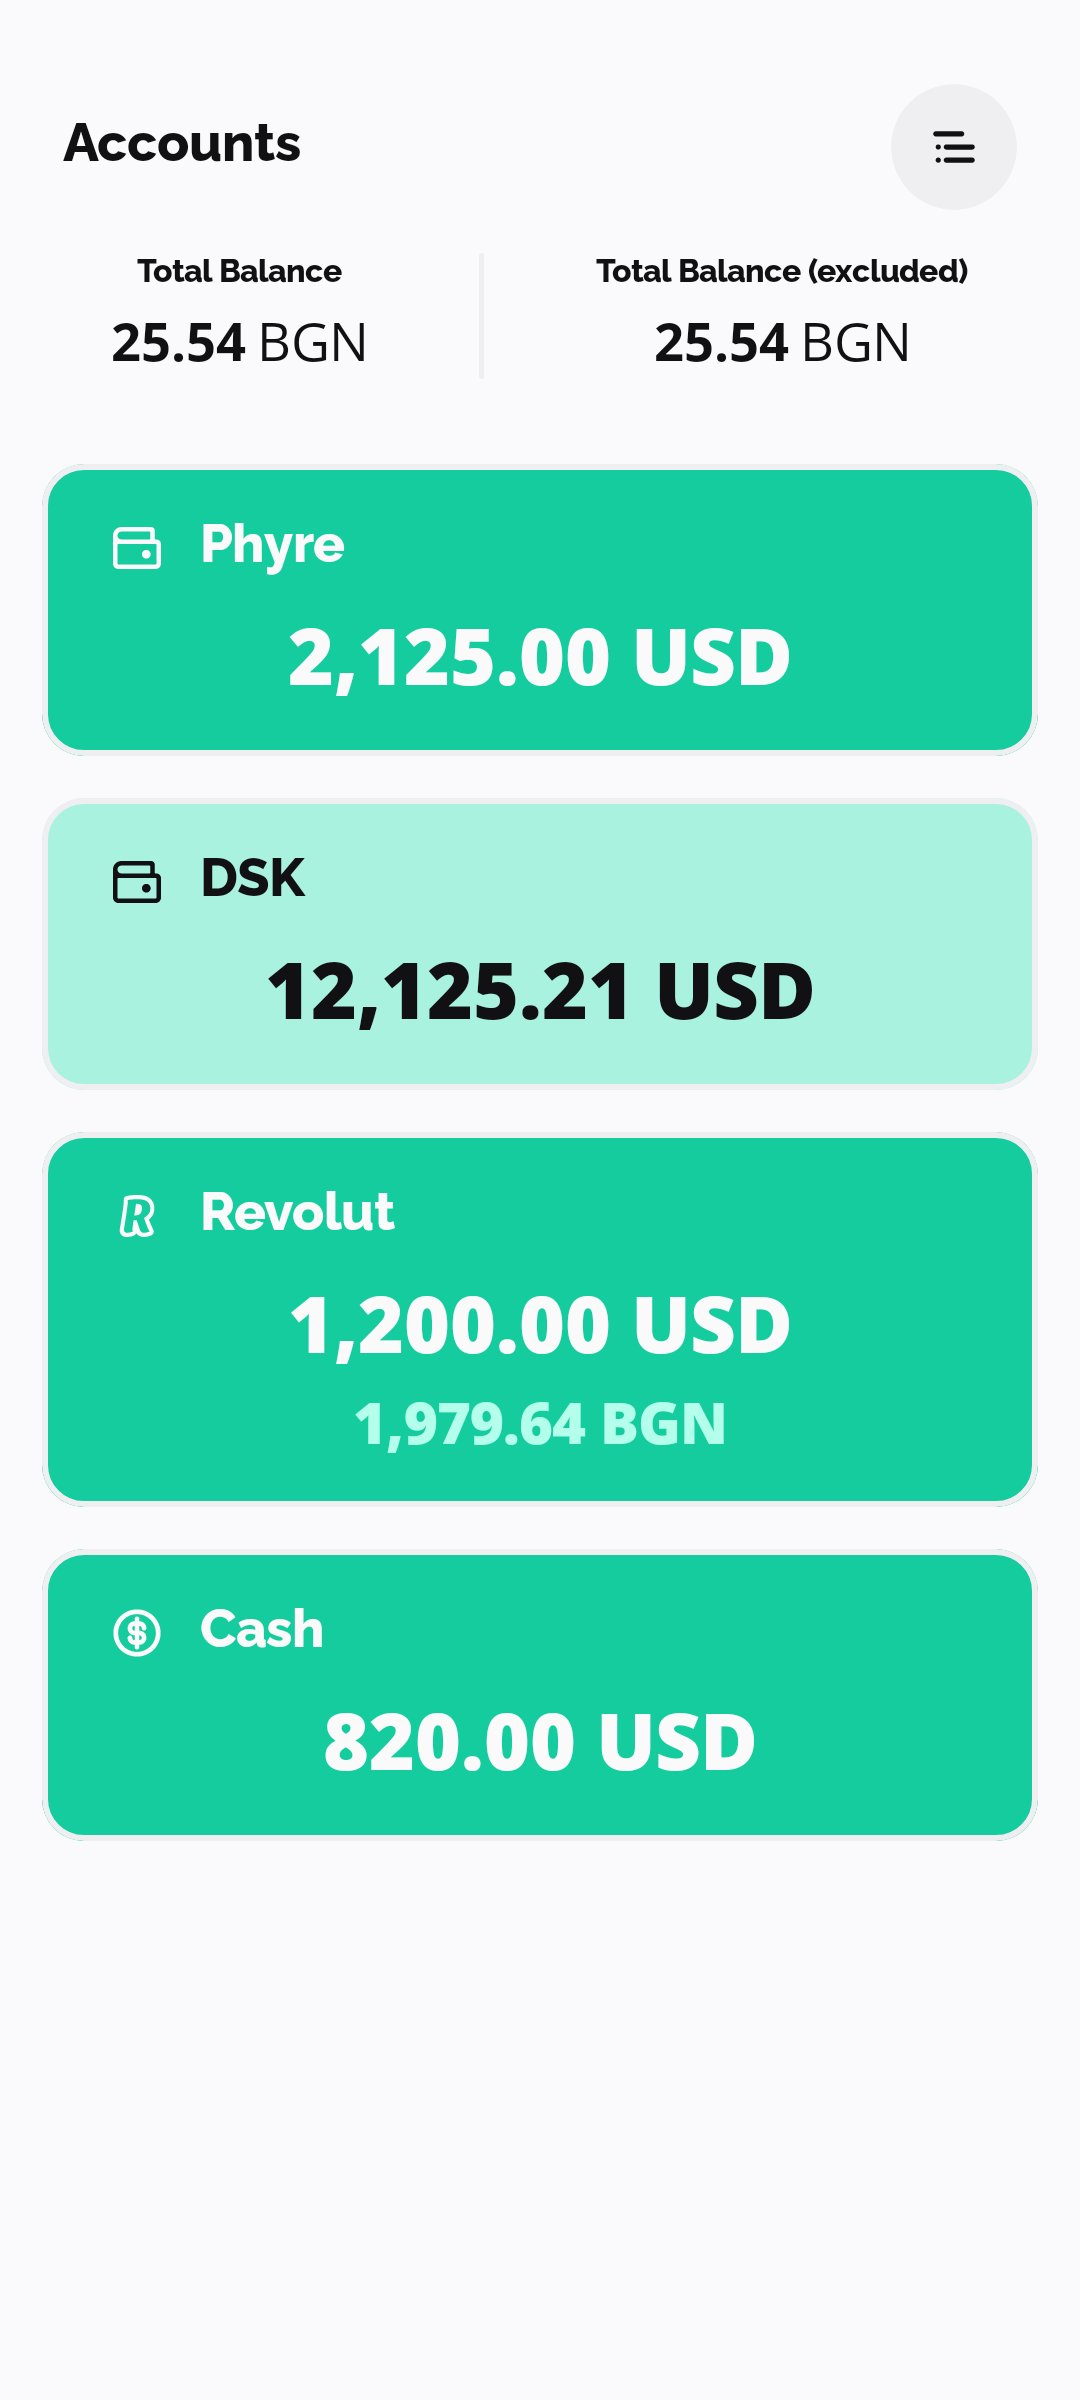 Accounts
Total Balance
25.54 BGN
Total Balance (excluded)
25.54 BGN
Phyre
2,125.00 USD
DSK
12,125.21 USD
R Revolut
1,200.00 USD
1,979.64 BGN
$ Cash
820.00 USD